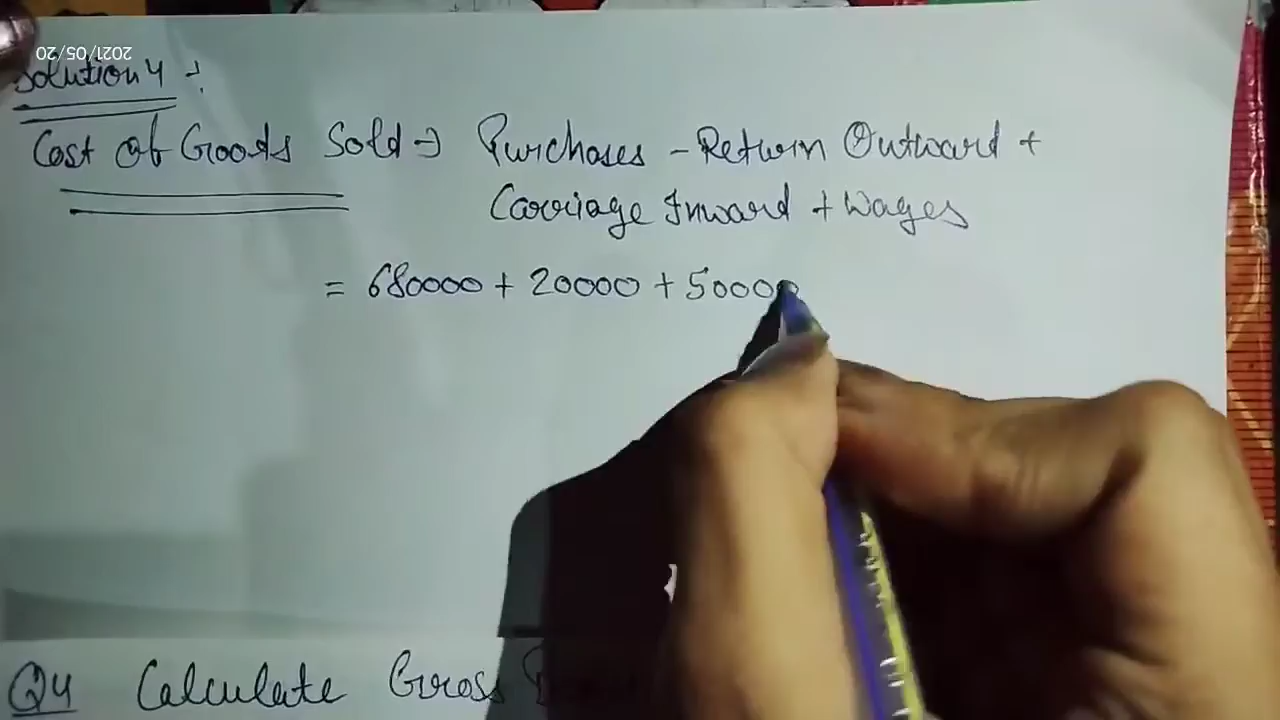 2021/05/20
Solution 4 :
Cost of Goods Sold → Purchases - Return Outward +
Carriage Inward + Wages
= 680000 + 20000 + 50000
Q4 Calculate Gross